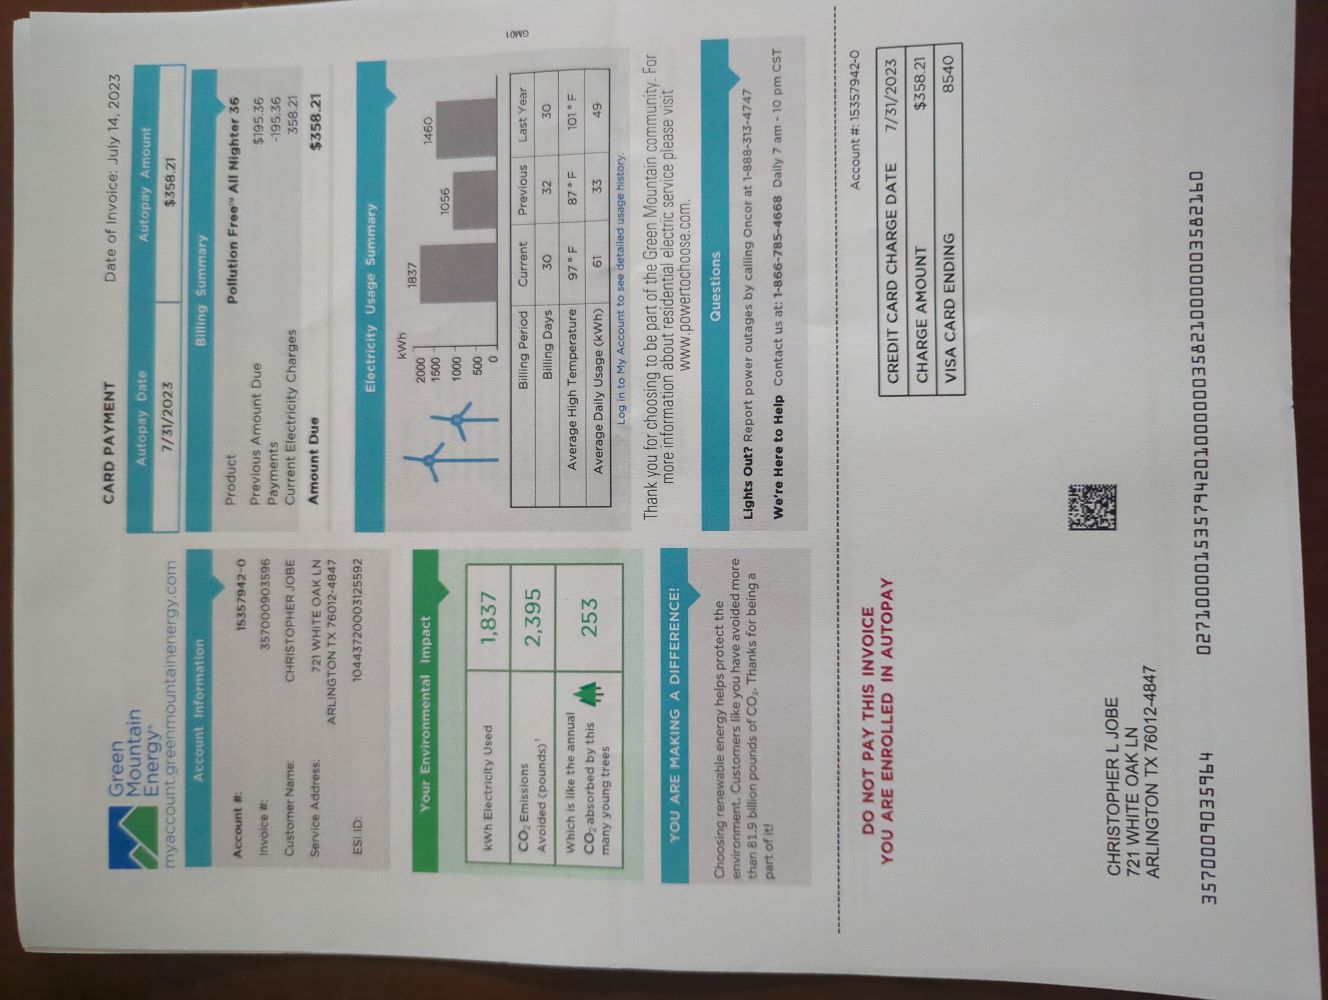 Green
Mountain
Energy
myaccount.greenmountainenergy.com
CARD PAYMENT
Date of Invoice: July 14, 2023
Autopay Date Autopay Amount
7/31/2023 $358.21
Account Information
Account #: 15357942-0
Invoice #: 357000903596
Customer Name: CHRISTOPHER JOBE
Service Address: 721 WHITE OAK LN
ARLINGTON TX 76012-4847
ESI ID: 10443720003125592
Billing Summary
Product Pollution Free™ All Nighter 36
Previous Amount Due $195.36
Payments -195.36
Current Electricity Charges 358.21
Amount Due $358.21
Your Environmental Impact
kWh Electricity Used 1,837
CO₂ Emissions
Avoided (pounds)¹ 2,395
Which is like the annual
CO₂ absorbed by this
many young trees 253
Electricity Usage Summary
kWh
2000
1500
1000
500
0
1837
1056
1460
Billing Period Current Previous Last Year
Billing Days 30 32 30
Average High Temperature 97° F 87° F 101° F
Average Daily Usage (kWh) 61 33 49
Log in to My Account to see detailed usage history.
GM01
Thank you for choosing to be part of the Green Mountain community. For
more information about residential electric service please visit
www.powertochoose.com.
YOU ARE MAKING A DIFFERENCE!
Choosing renewable energy helps protect the
environment. Customers like you have avoided more
than 81.9 billion pounds of CO₂. Thanks for being a
part of it!
Questions
Lights Out? Report power outages by calling Oncor at 1-888-313-4747
We're Here to Help Contact us at: 1-866-785-4668 Daily 7 am - 10 pm CST
DO NOT PAY THIS INVOICE
YOU ARE ENROLLED IN AUTOPAY
Account #: 15357942-0
CREDIT CARD CHARGE DATE 7/31/2023
CHARGE AMOUNT $358.21
VISA CARD ENDING 8540
CHRISTOPHER L JOBE
721 WHITE OAK LN
ARLINGTON TX 76012-4847
3570009035964 0271000015357942010000003582100000035821​60